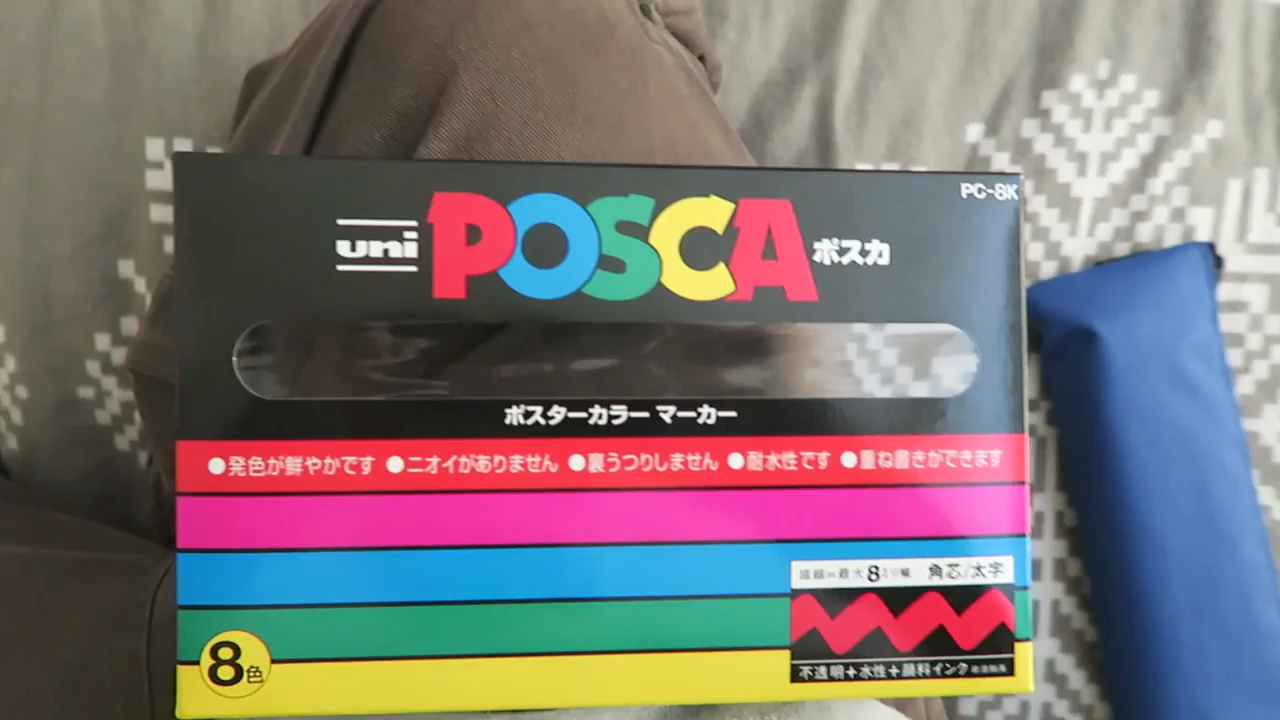 PC-8K
uni POSCA ポスカ
ポスターカラー マーカー
●発色が鮮やかです ●ニオイがありません ●裏うつりしません ●耐水性です ●重ね書きができます
描線=最大8ミリ幅 角芯/太字
8色
不透明+水性+顔料インク